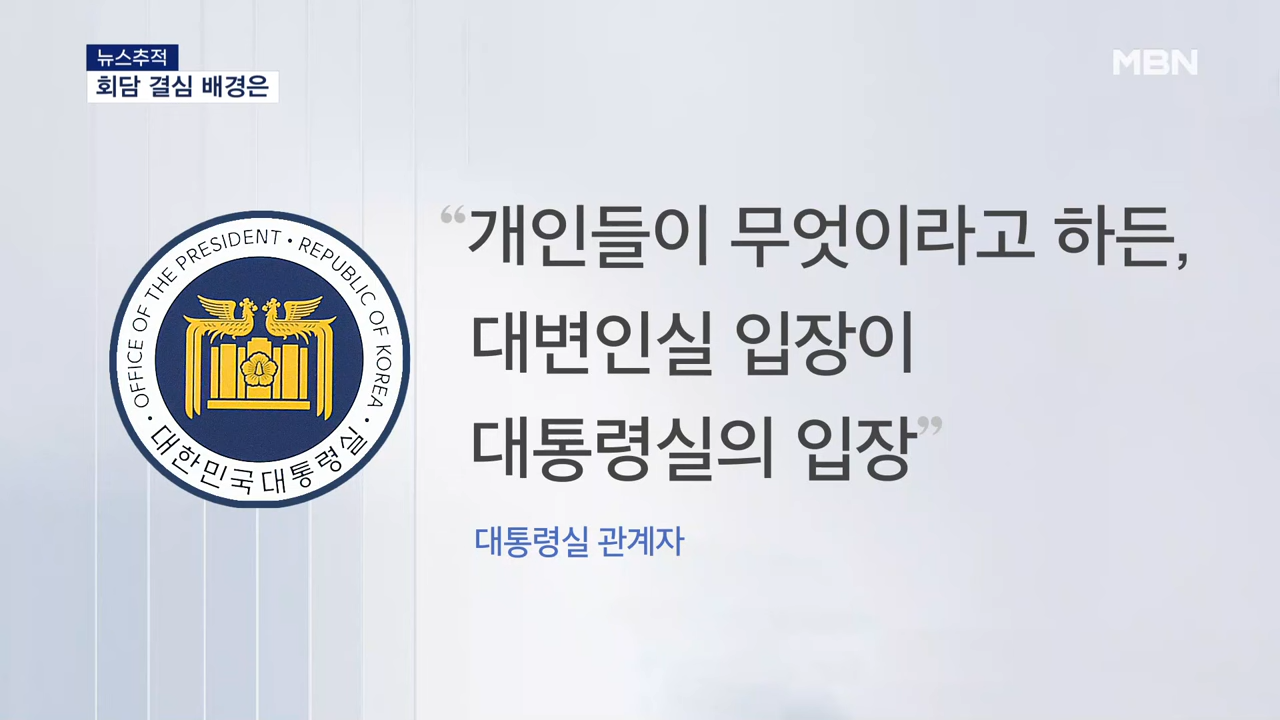 뉴스추적
회담 결심 배경은
MBN
“개인들이 무엇이라고 하든,
대변인실 입장이
대통령실의 입장”
대통령실 관계자
OFFICE OF THE PRESIDENT • REPUBLIC OF KOREA •
대한민국대통령실